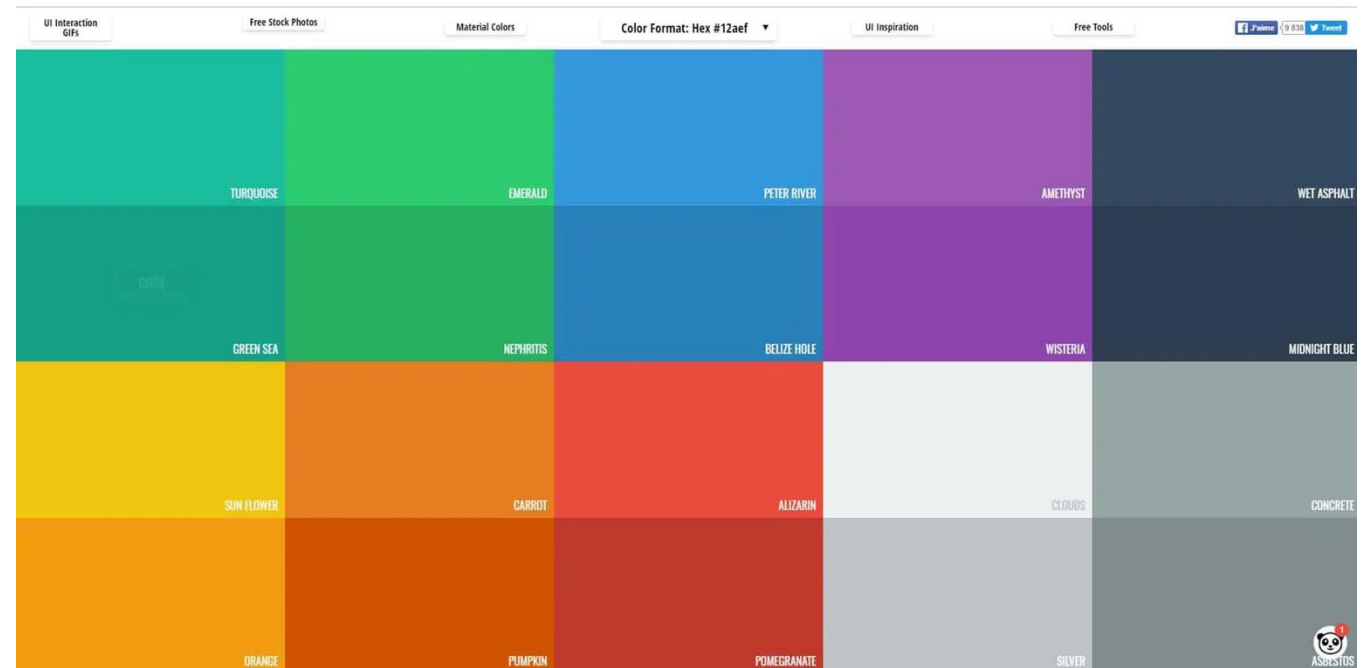 UI Interaction
GIFs
Free Stock Photos
Material Colors
Color Format: Hex #12aef ▼
UI Inspiration
Free Tools
J'aime
9 838
Tweet
TURQUOISE
EMERALD
PETER RIVER
AMETHYST
WET ASPHALT
COPY
GREEN SEA
NEPHRITIS
BELIZE HOLE
WISTERIA
MIDNIGHT BLUE
SUN FLOWER
CARROT
ALIZARIN
CLOUDS
CONCRETE
1
ORANGE
PUMPKIN
POMEGRANATE
SILVER
ASBESTOS